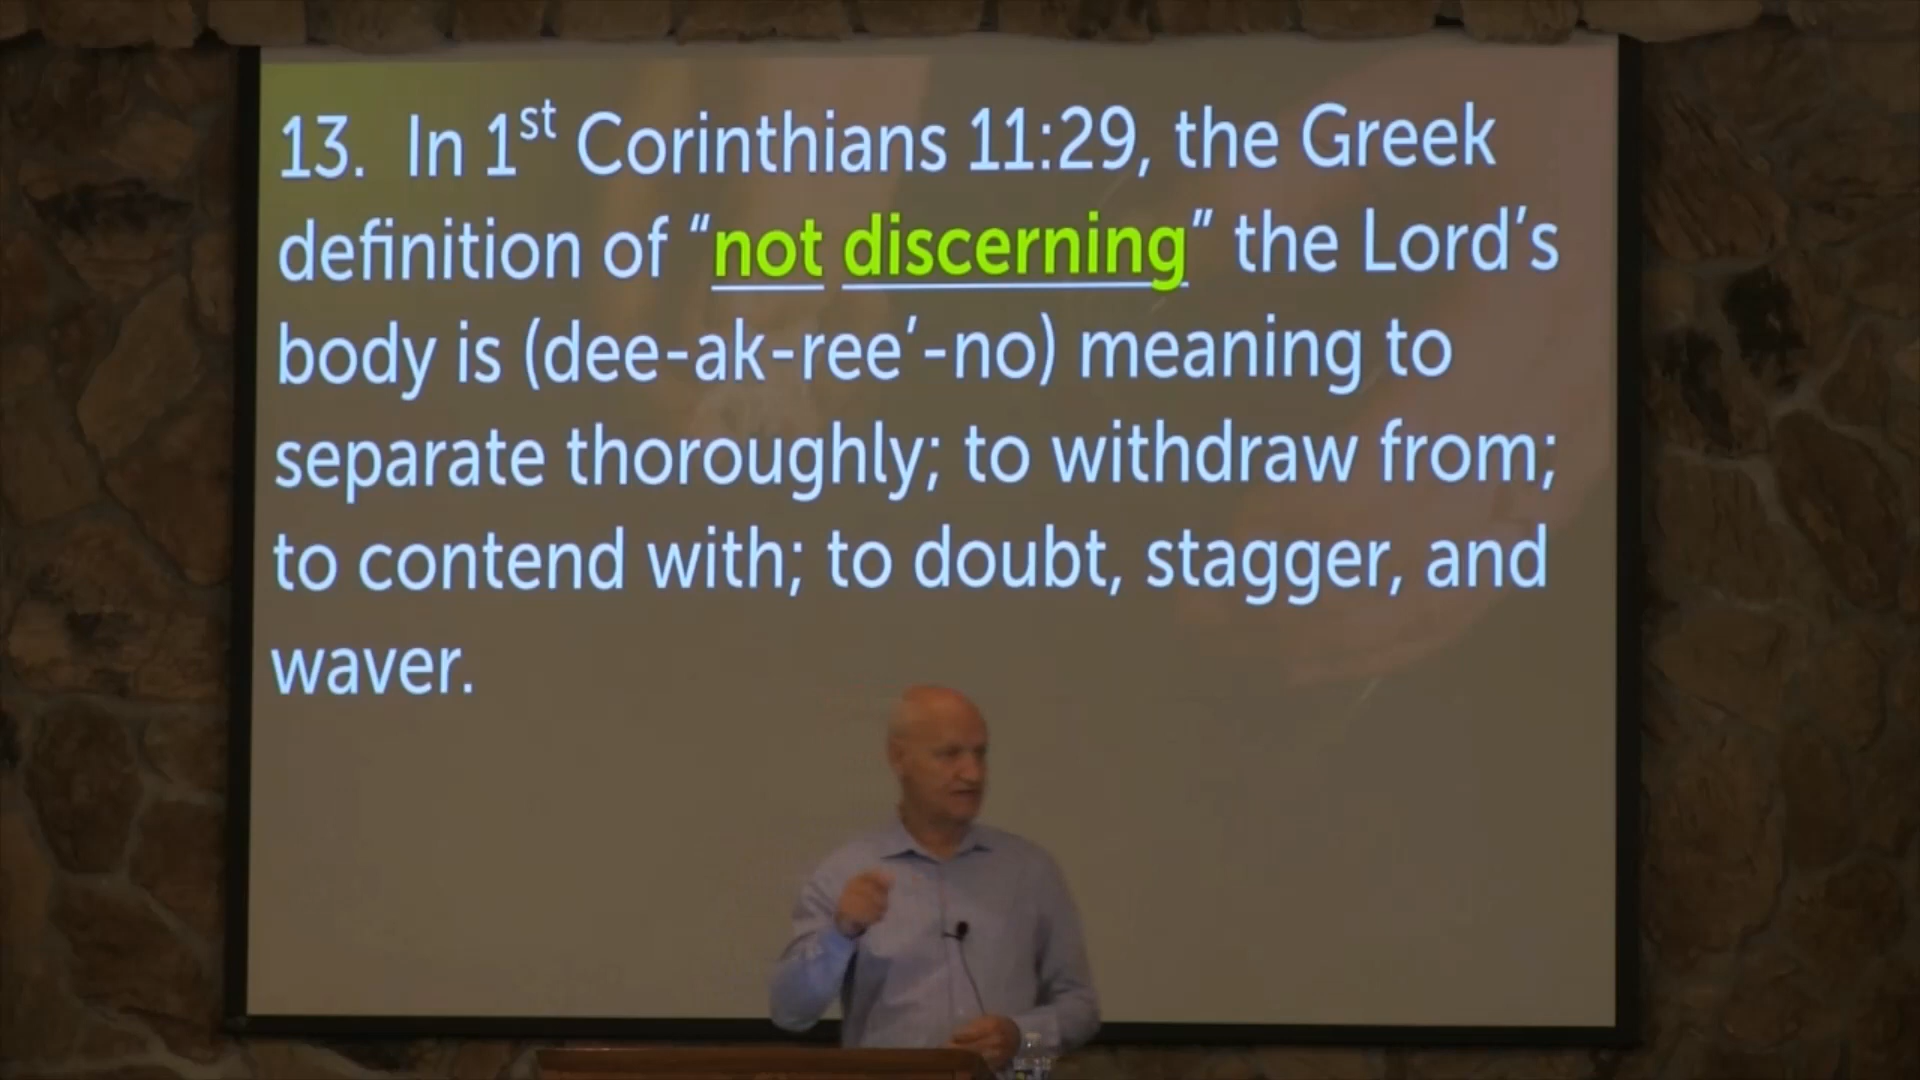 13. In 1st Corinthians 11:29, the Greek
definition of “not discerning” the Lord’s
body is (dee-ak-ree’-no) meaning to
separate thoroughly; to withdraw from;
to contend with; to doubt, stagger, and
waver.